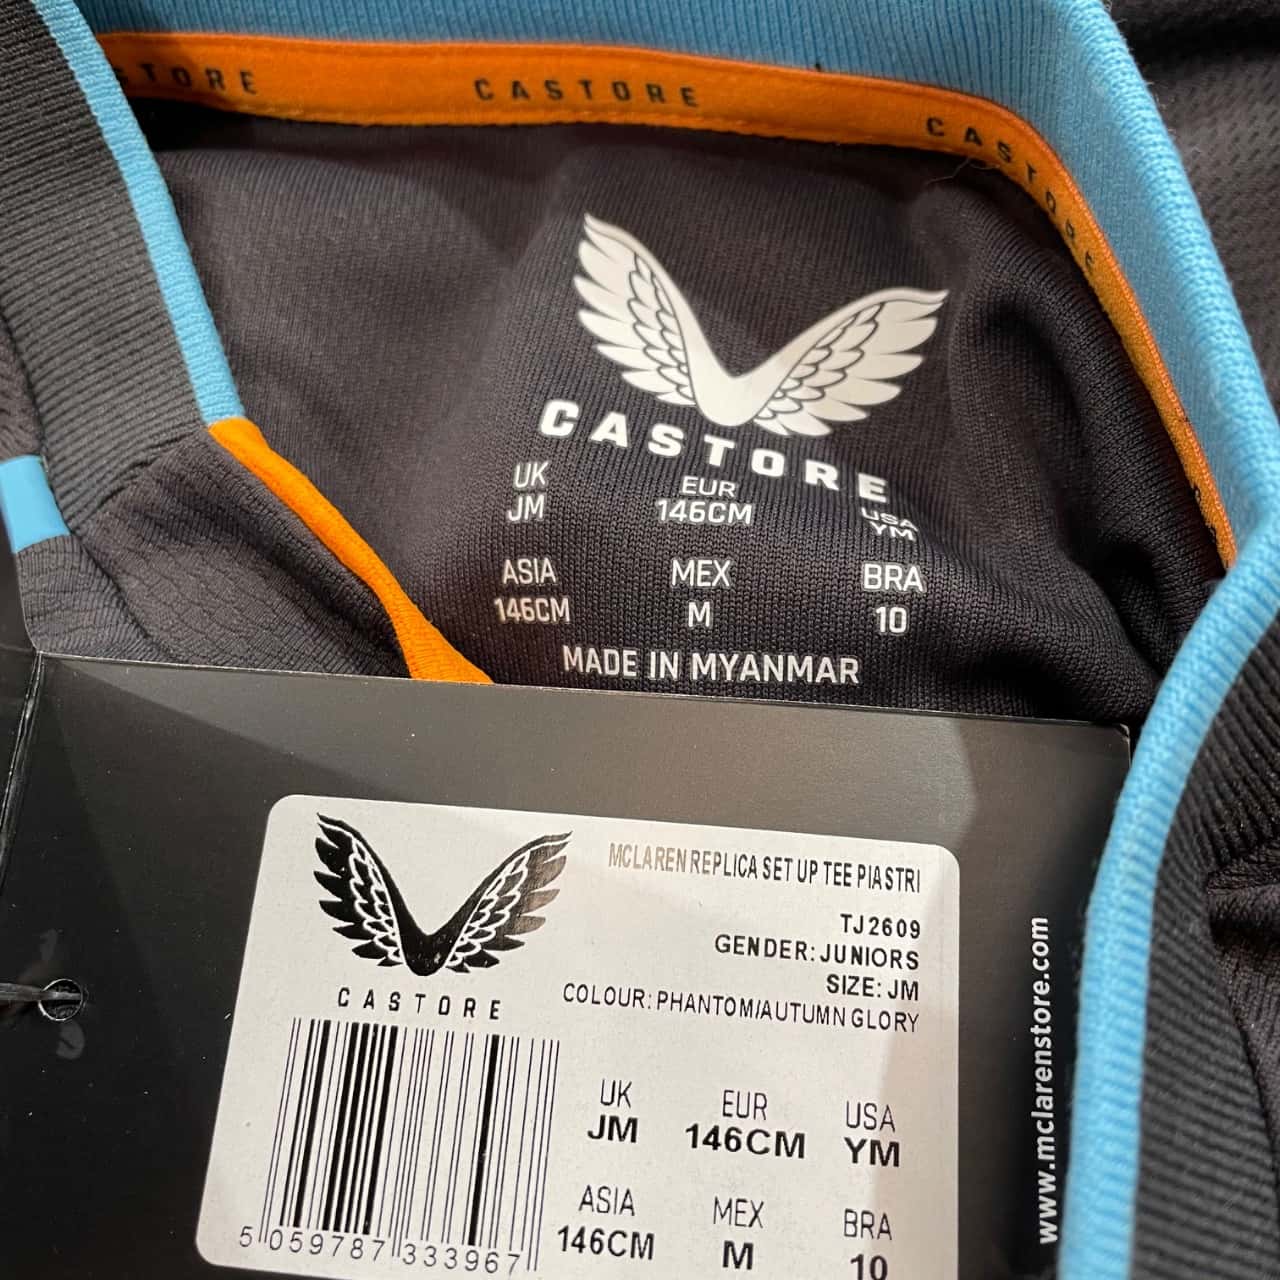 CASTORE
CASTORE
CASTORE
UK EUR USA
JM 146CM YM
ASIA MEX BRA
146CM M 10
MADE IN MYANMAR
MCLAREN REPLICA SET UP TEE PIASTRI
TJ2609
GENDER: JUNIORS
SIZE: JM
COLOUR: PHANTOM/AUTUMN GLORY
CASTORE
5 059787 333967
UK EUR USA
JM 146CM YM
ASIA MEX BRA
146CM M 10
www.mclarenstore.com